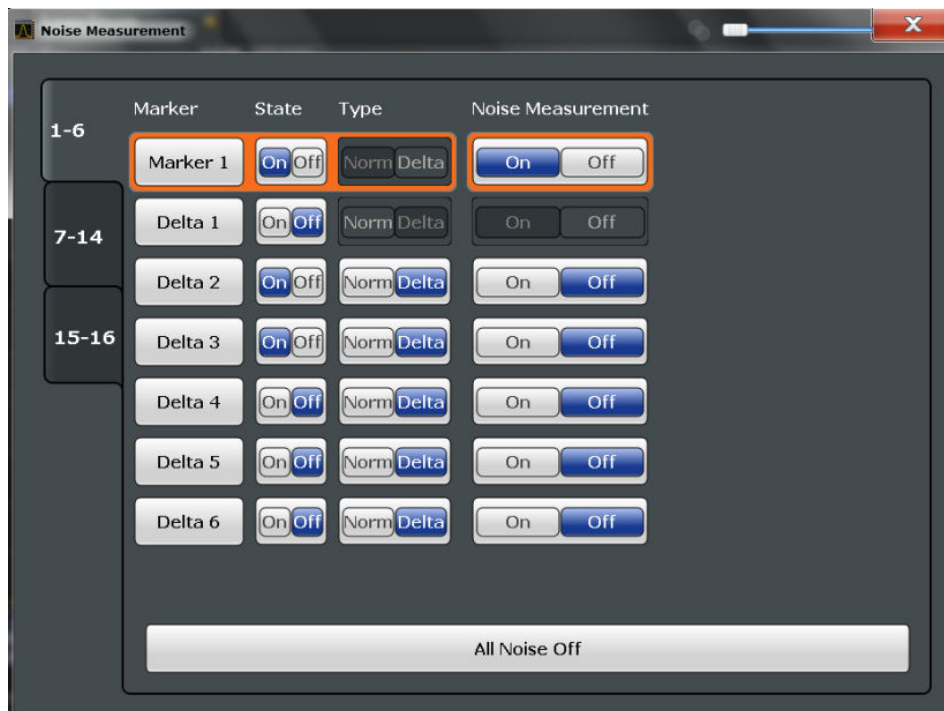 Noise Measurement
X
1-6
7-14
15-16
Marker State Type Noise Measurement
Marker 1 On Off Norm Delta On Off
Delta 1 On Off Norm Delta On Off
Delta 2 On Off Norm Delta On Off
Delta 3 On Off Norm Delta On Off
Delta 4 On Off Norm Delta On Off
Delta 5 On Off Norm Delta On Off
Delta 6 On Off Norm Delta On Off
All Noise Off